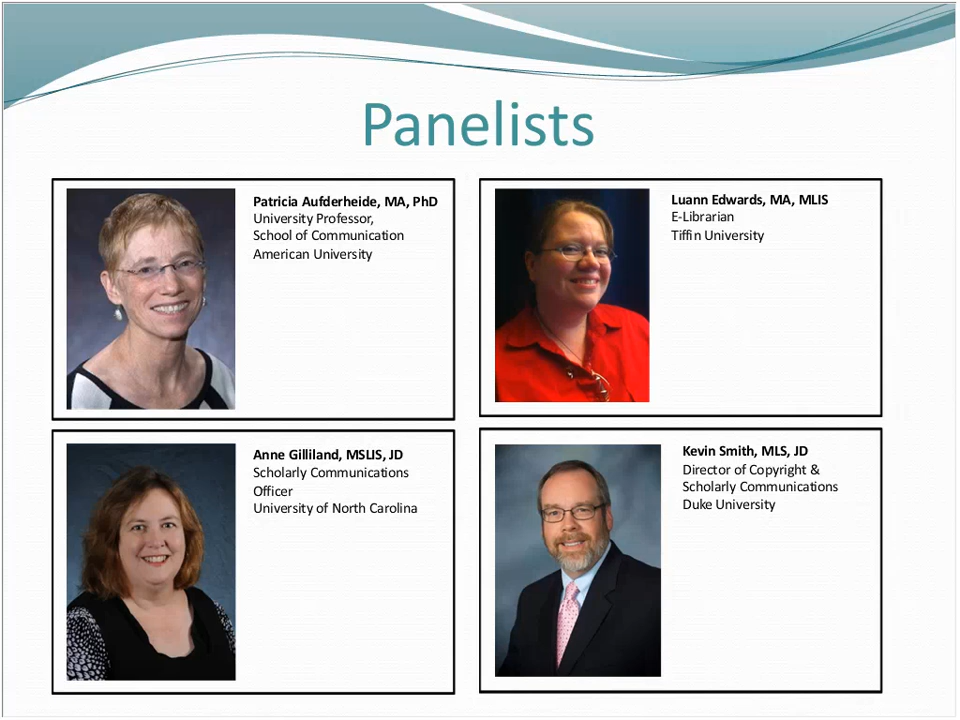 Panelists
Patricia Aufderheide, MA, PhD
University Professor,
School of Communication
American University
Luann Edwards, MA, MLIS
E-Librarian
Tiffin University
Anne Gilliland, MSLIS, JD
Scholarly Communications
Officer
University of North Carolina
Kevin Smith, MLS, JD
Director of Copyright &
Scholarly Communications
Duke University